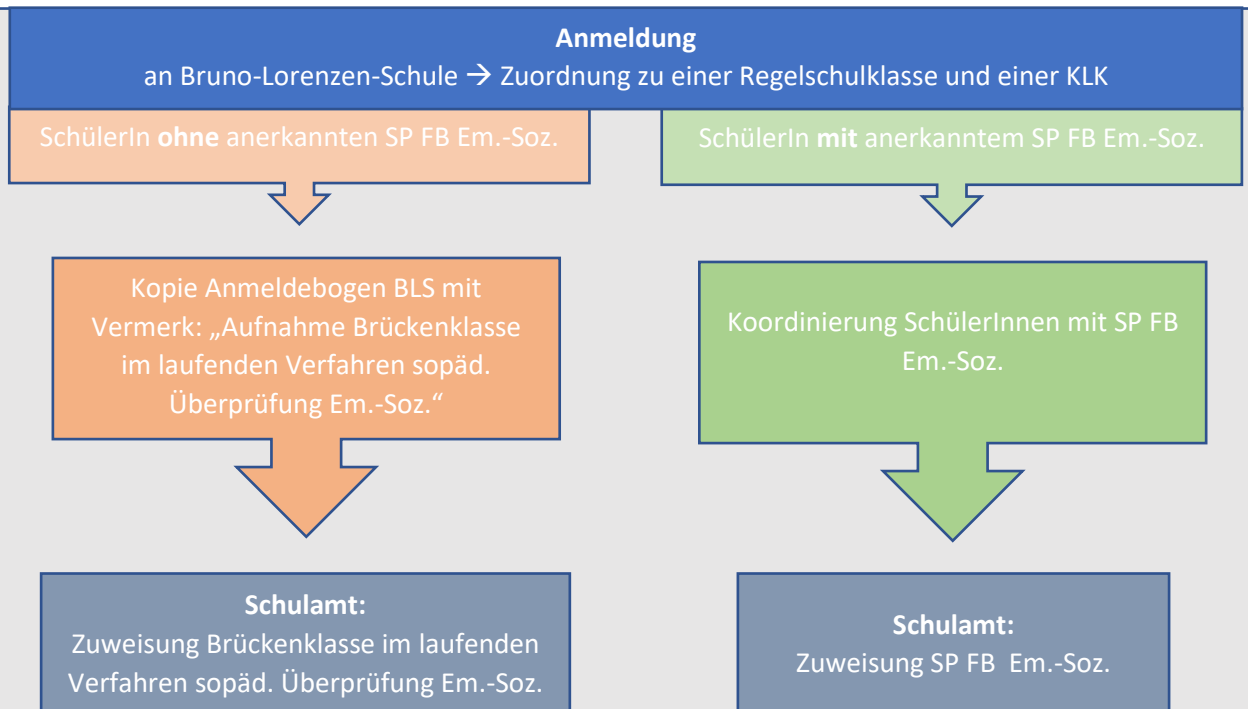 Anmeldung
an Bruno-Lorenzen-Schule → Zuordnung zu einer Regelschulklasse und einer KLK
SchülerIn ohne anerkannten SP FB Em.-Soz.
Kopie Anmeldebogen BLS mit
Vermerk: „Aufnahme Brückenklasse
im laufenden Verfahren sopäd.
Überprüfung Em.-Soz.“
Schulamt:
Zuweisung Brückenklasse im laufenden
Verfahren sopäd. Überprüfung Em.-Soz.
SchülerIn mit anerkanntem SP FB Em.-Soz.
Koordinierung SchülerInnen mit SP FB
Em.-Soz.
Schulamt:
Zuweisung SP FB Em.-Soz.